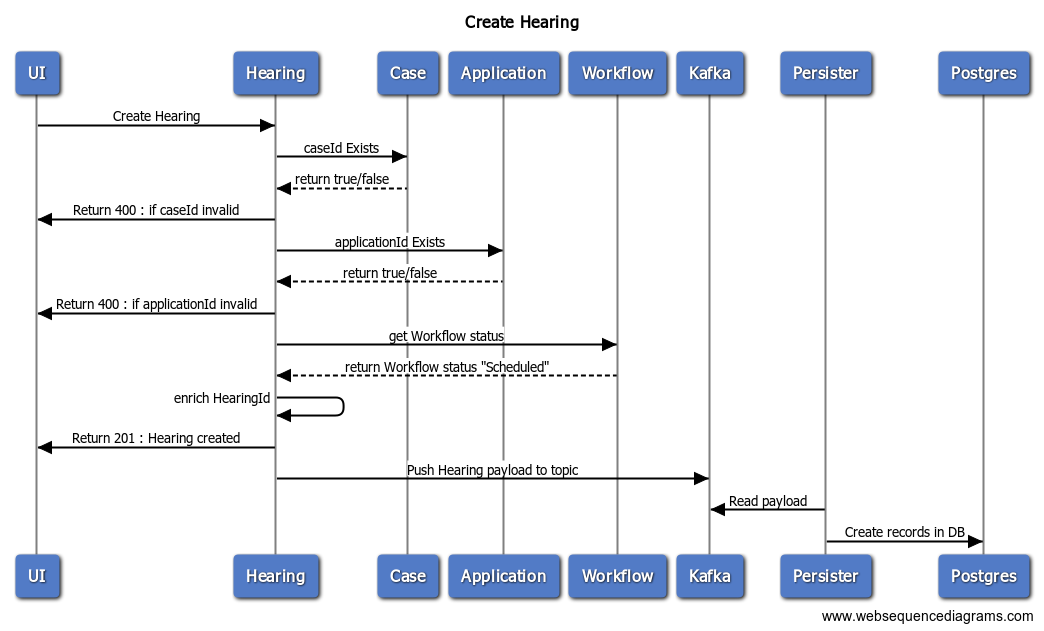 Create Hearing
UI Hearing Case Application Workflow Kafka Persister Postgres
Create Hearing
caseId Exists
return true/false
Return 400 : if caseId invalid
applicationId Exists
return true/false
Return 400 : if applicationId invalid
get Workflow status
return Workflow status "Scheduled"
enrich HearingId
Return 201 : Hearing created
Push Hearing payload to topic
Read payload
Create records in DB
UI Hearing Case Application Workflow Kafka Persister Postgres
www.websequencediagrams.com